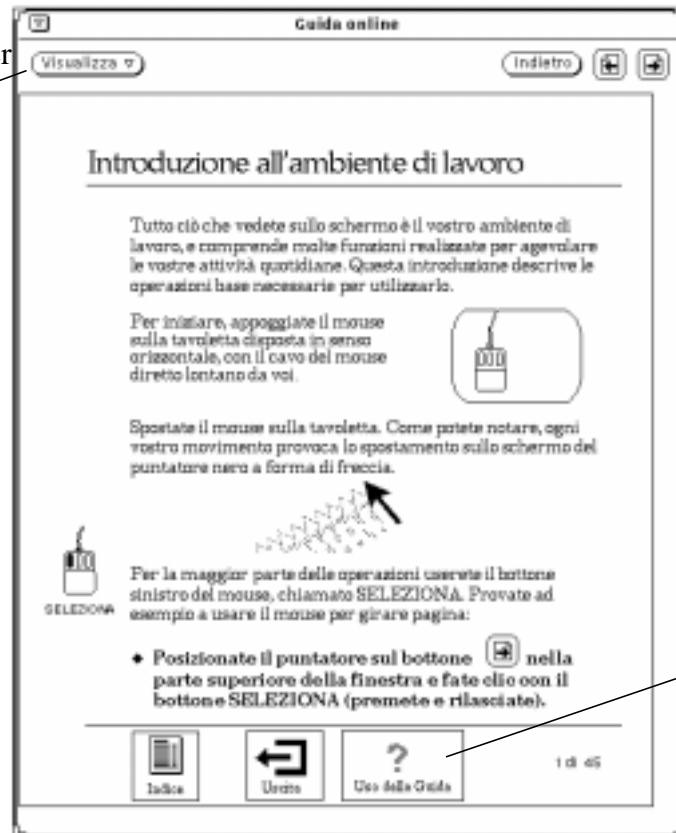 Guida online
r
Visualizza
Indietro
Introduzione all'ambiente di lavoro
Tutto ciò che vedete sullo schermo è il vostro ambiente di
lavoro, e comprende molte funzioni realizzate per agevolare
le vostre attività quotidiane. Questa introduzione descrive le
operazioni base necessarie per utilizzarlo.
Per iniziare, appoggiate il mouse
sulla tavoletta disposta in senso
orizzontale, con il cavo del mouse
diretto lontano da voi.
Spostate il mouse sulla tavoletta. Come potete notare, ogni
vostro movimento provoca lo spostamento sullo schermo del
puntatore nero a forma di freccia.
Per la maggior parte delle operazioni userete il bottone
sinistro del mouse, chiamato SELEZIONA. Provate ad
esempio a usare il mouse per girare pagina:
SELEZIONA
◆ Posizionate il puntatore sul bottone nella
parte superiore della finestra e fate clic con il
bottone SELEZIONA (premete e rilasciate).
Indice
Uscita
?
Uso della Guida
1 di 45